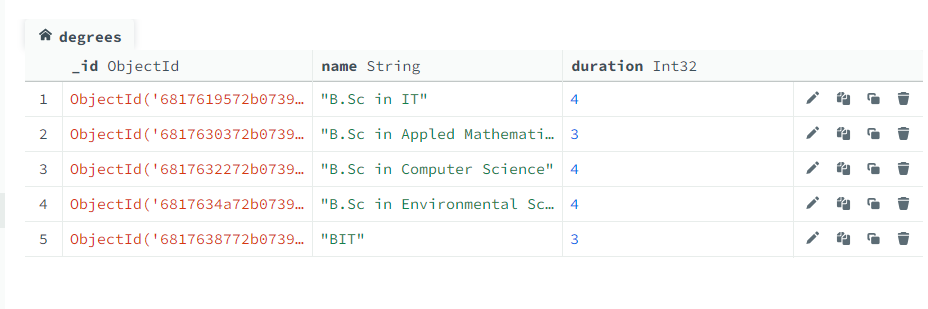 degrees
_id ObjectId name String duration Int32
1 ObjectId('6817619572b0739… "B.Sc in IT" 4
2 ObjectId('6817630372b0739… "B.Sc in Appled Mathemati… 3
3 ObjectId('6817632272b0739… "B.Sc in Computer Science" 4
4 ObjectId('6817634a72b0739… "B.Sc in Environmental Sc… 4
5 ObjectId('6817638772b0739… "BIT" 3